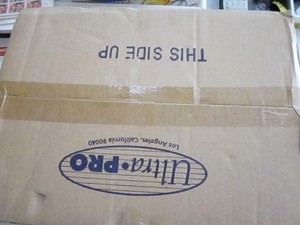 THIS SIDE UP
Ultra·PRO
Los Angeles, California 90040